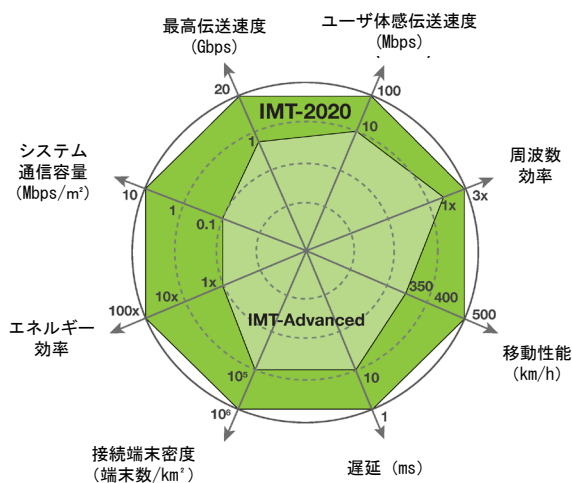 最高伝送速度
(Gbps)
ユーザ体感伝送速度
(Mbps)
20
100
IMT-2020
1
10
システム
通信容量
(Mbps/㎡)
周波数
効率
10
1
0.1
1x
3x
エネルギー
効率
100x
10x
1x
350
400
500
移動性能
(km/h)
IMT-Advanced
10⁵
10⁶
10
1
接続端末密度
(端末数/km²)
遅延 (ms)